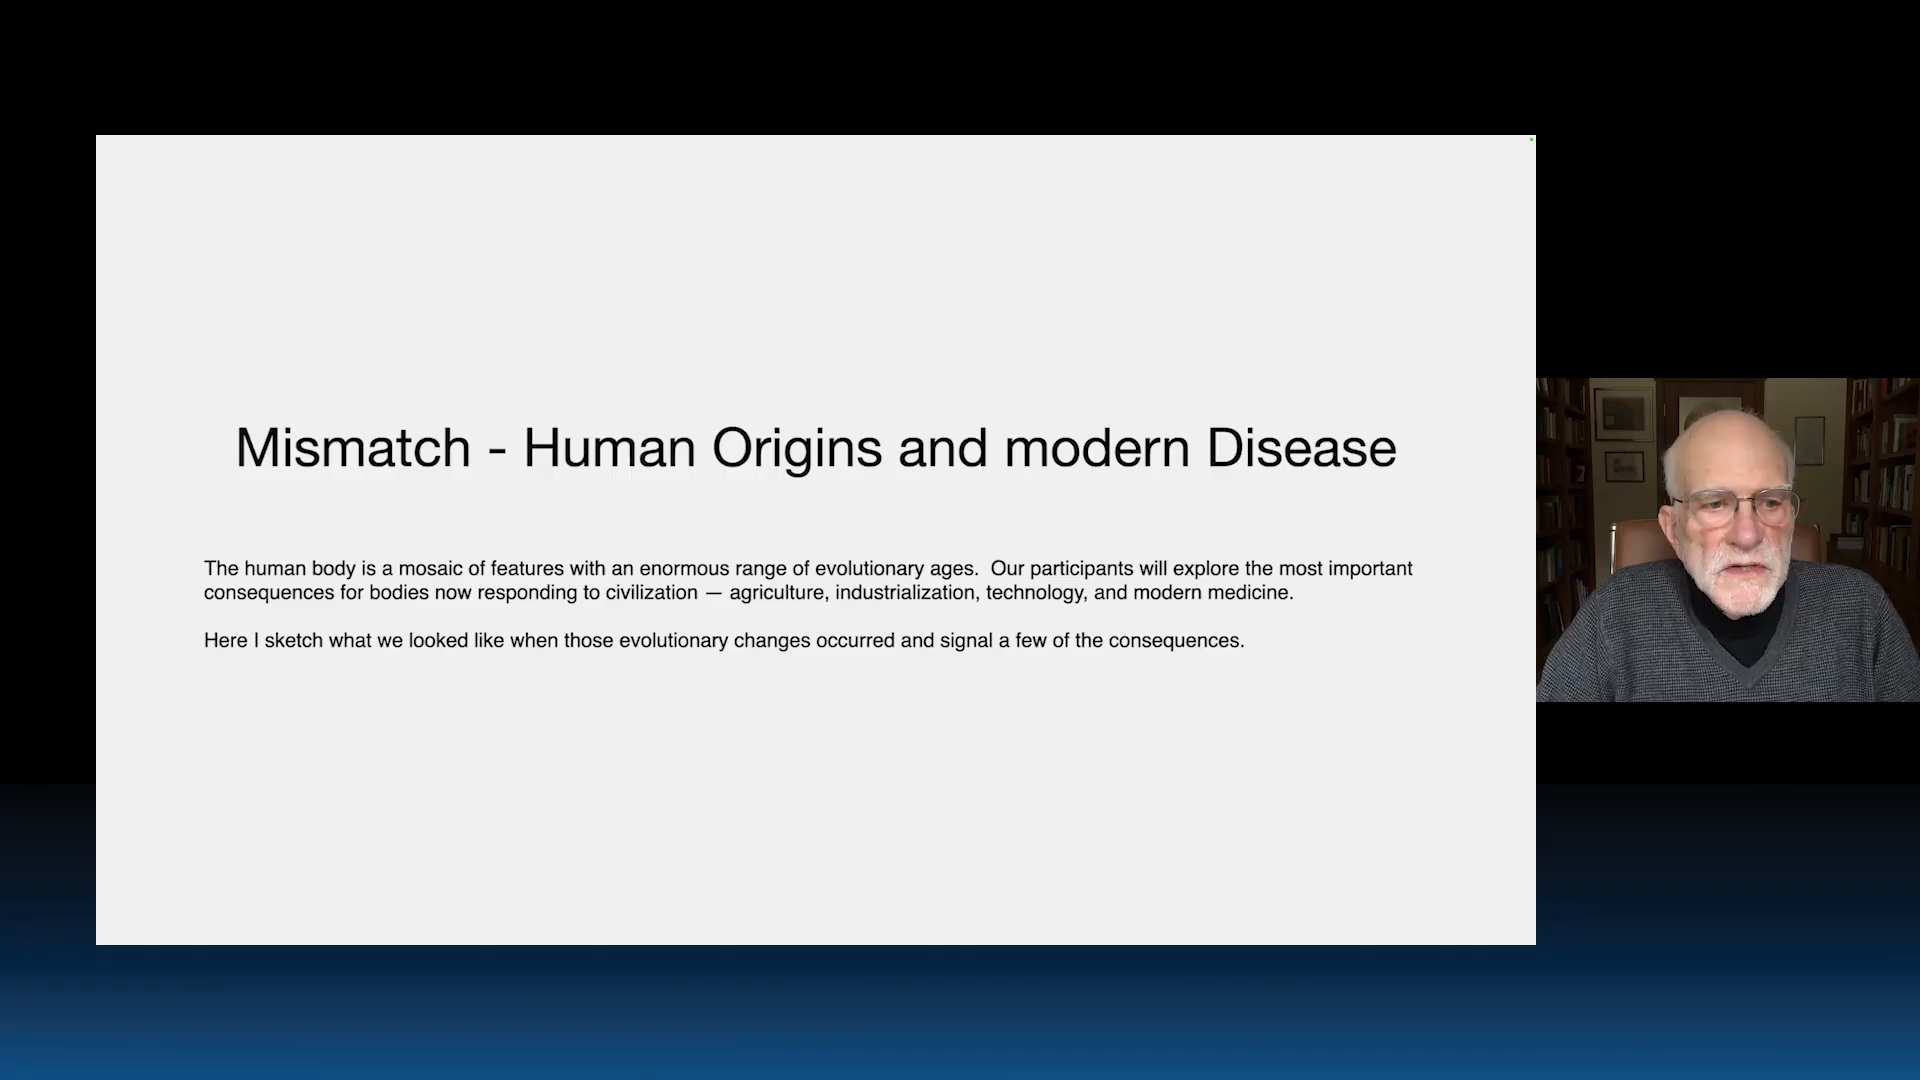 Mismatch - Human Origins and modern Disease
The human body is a mosaic of features with an enormous range of evolutionary ages.  Our participants will explore the most important
consequences for bodies now responding to civilization — agriculture, industrialization, technology, and modern medicine.
Here I sketch what we looked like when those evolutionary changes occurred and signal a few of the consequences.